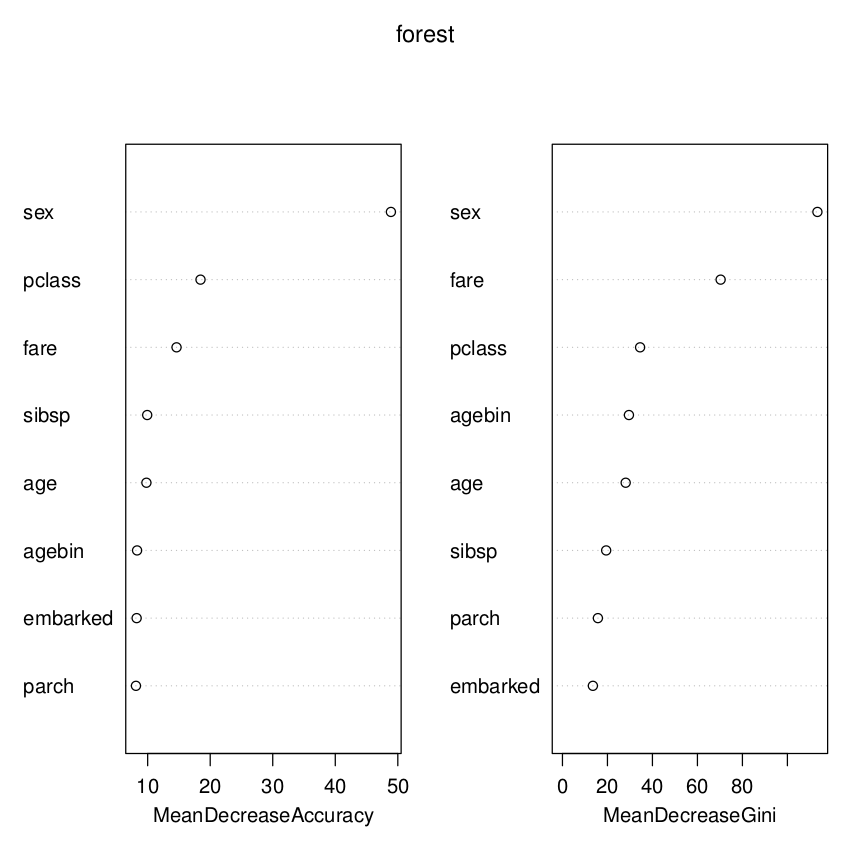 forest
sex
pclass
fare
sibsp
age
agebin
embarked
parch
10 20 30 40 50
MeanDecreaseAccuracy
sex
fare
pclass
agebin
age
sibsp
parch
embarked
0 20 40 60 80
MeanDecreaseGini